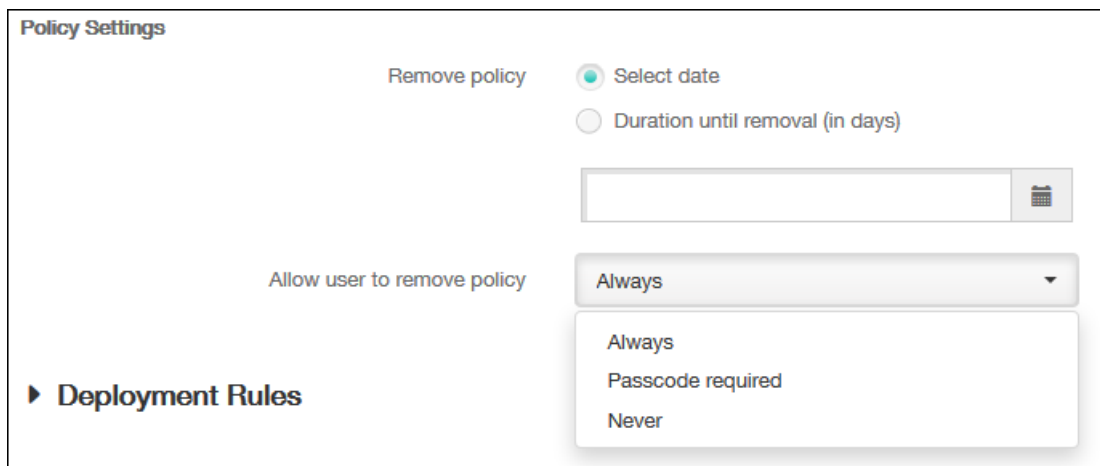 Policy Settings
Remove policy
Select date
Duration until removal (in days)
Allow user to remove policy
Always
Always
Passcode required
Never
Deployment Rules